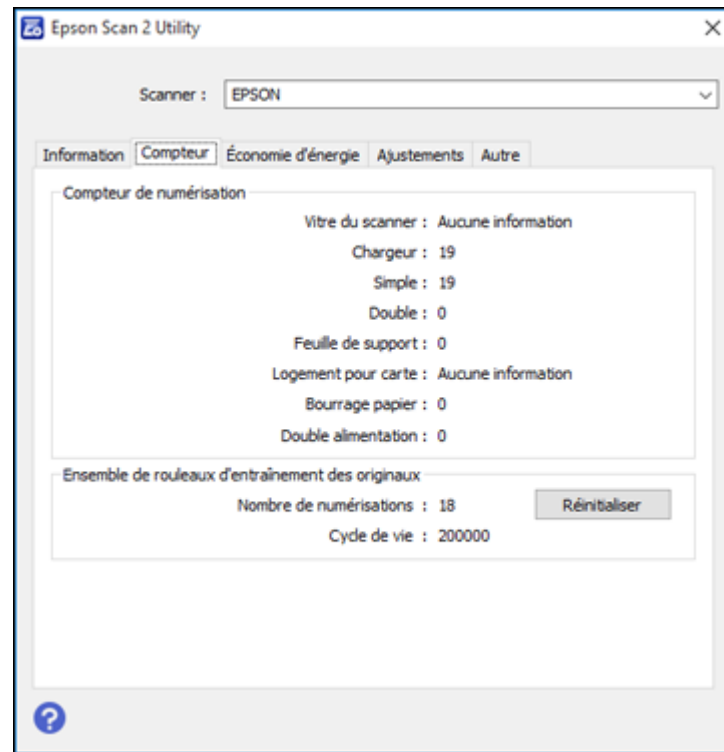 Epson Scan 2 Utility
Scanner : EPSON
Information Compteur Économie d'énergie Ajustements Autre
Compteur de numérisation
Vitre du scanner : Aucune information
Chargeur : 19
Simple : 19
Double : 0
Feuille de support : 0
Logement pour carte : Aucune information
Bourrage papier : 0
Double alimentation : 0
Ensemble de rouleaux d'entraînement des originaux
Nombre de numérisations : 18 Réinitialiser
Cycle de vie : 200000
?